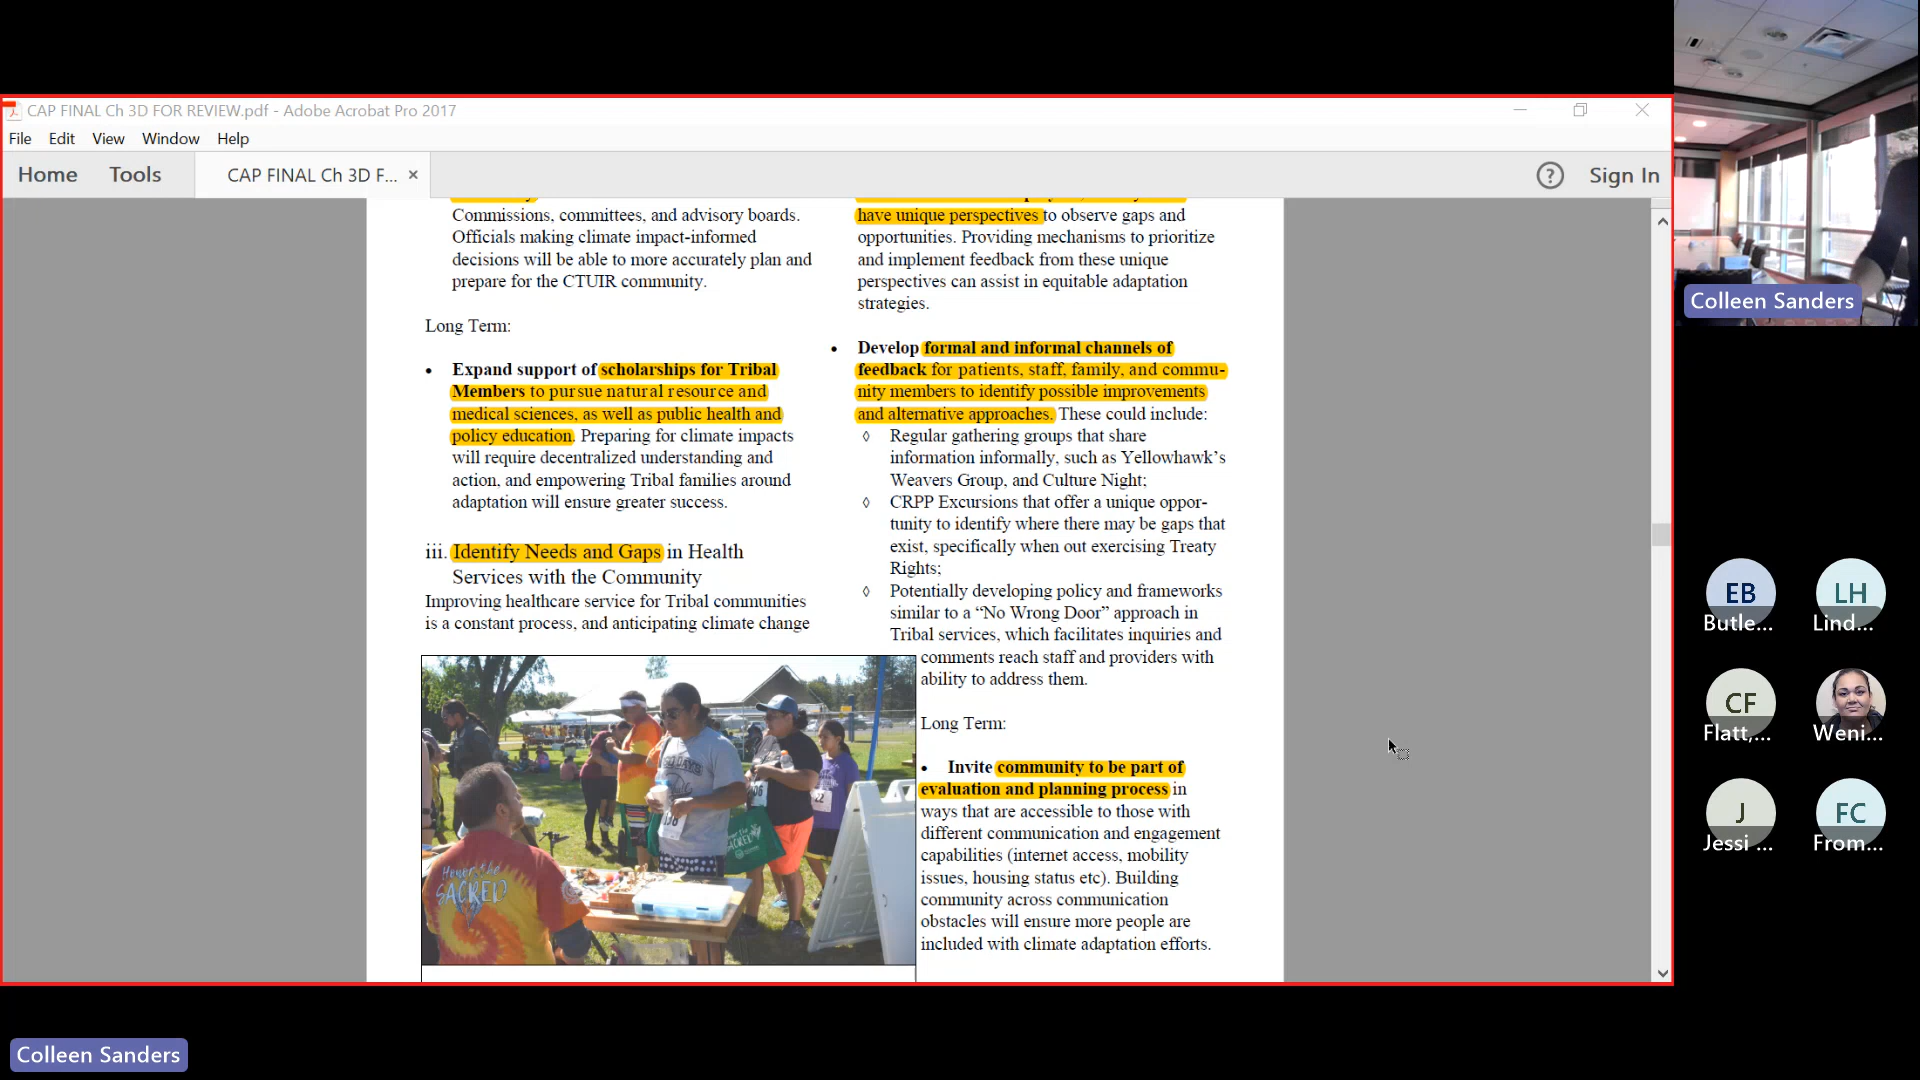 CAP FINAL Ch 3D FOR REVIEW.pdf - Adobe Acrobat Pro 2017
File Edit View Window Help
Home Tools CAP FINAL Ch 3D F... × ? Sign In
Commissions, committees, and advisory boards.
Officials making climate impact-informed
decisions will be able to more accurately plan and
prepare for the CTUIR community.
Long Term:
• Expand support of scholarships for Tribal
Members to pursue natural resource and
medical sciences, as well as public health and
policy education. Preparing for climate impacts
will require decentralized understanding and
action, and empowering Tribal families around
adaptation will ensure greater success.
iii. Identify Needs and Gaps in Health
Services with the Community
Improving healthcare service for Tribal communities
is a constant process, and anticipating climate change
Honor the
SACRED
have unique perspectives to observe gaps and
opportunities. Providing mechanisms to prioritize
and implement feedback from these unique
perspectives can assist in equitable adaptation
strategies.
• Develop formal and informal channels of
feedback for patients, staff, family, and commu-
nity members to identify possible improvements
and alternative approaches. These could include:
◊ Regular gathering groups that share
information informally, such as Yellowhawk's
Weavers Group, and Culture Night;
◊ CRPP Excursions that offer a unique oppor-
tunity to identify where there may be gaps that
exist, specifically when out exercising Treaty
Rights;
◊ Potentially developing policy and frameworks
similar to a “No Wrong Door” approach in
Tribal services, which facilitates inquiries and
comments reach staff and providers with
ability to address them.
Long Term:
• Invite community to be part of
evaluation and planning process in
ways that are accessible to those with
different communication and engagement
capabilities (internet access, mobility
issues, housing status etc). Building
community across communication
obstacles will ensure more people are
included with climate adaptation efforts.
Colleen Sanders
EB LH
Butle... Lind...
CF
Flatt,... Weni...
J FC
Jessi ... From...
Colleen Sanders